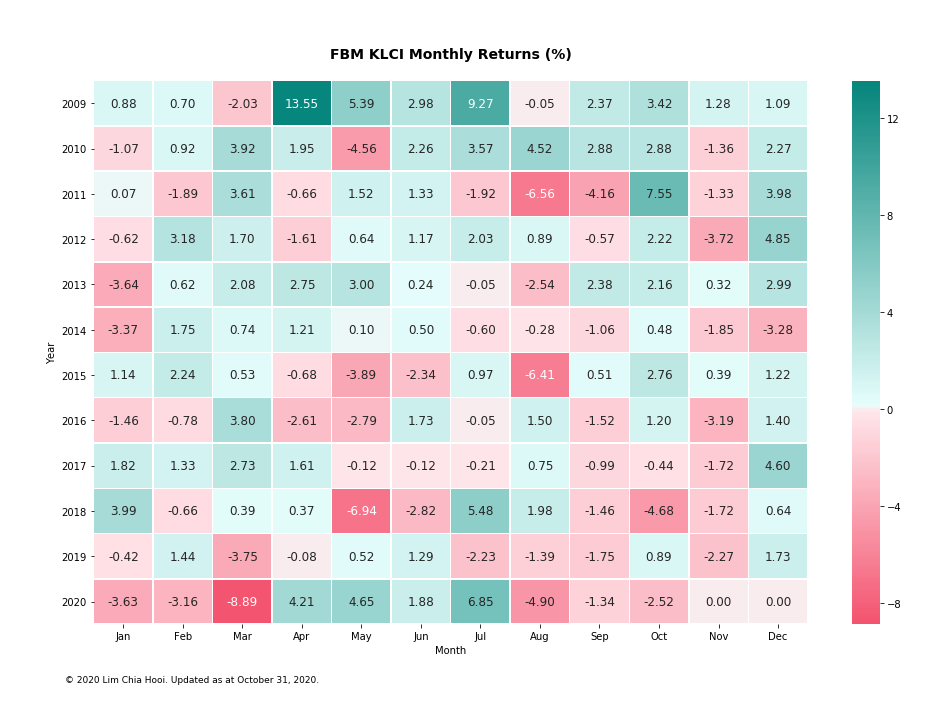 FBM KLCI Monthly Returns (%)
2009 0.88 0.70 -2.03 13.55 5.39 2.98 9.27 -0.05 2.37 3.42 1.28 1.09
2010 -1.07 0.92 3.92 1.95 -4.56 2.26 3.57 4.52 2.88 2.88 -1.36 2.27
2011 0.07 -1.89 3.61 -0.66 1.52 1.33 -1.92 -6.56 -4.16 7.55 -1.33 3.98
2012 -0.62 3.18 1.70 -1.61 0.64 1.17 2.03 0.89 -0.57 2.22 -3.72 4.85
2013 -3.64 0.62 2.08 2.75 3.00 0.24 -0.05 -2.54 2.38 2.16 0.32 2.99
2014 -3.37 1.75 0.74 1.21 0.10 0.50 -0.60 -0.28 -1.06 0.48 -1.85 -3.28
Year
2015 1.14 2.24 0.53 -0.68 -3.89 -2.34 0.97 -6.41 0.51 2.76 0.39 1.22
2016 -1.46 -0.78 3.80 -2.61 -2.79 1.73 -0.05 1.50 -1.52 1.20 -3.19 1.40
2017 1.82 1.33 2.73 1.61 -0.12 -0.12 -0.21 0.75 -0.99 -0.44 -1.72 4.60
2018 3.99 -0.66 0.39 0.37 -6.94 -2.82 5.48 1.98 -1.46 -4.68 -1.72 0.64
2019 -0.42 1.44 -3.75 -0.08 0.52 1.29 -2.23 -1.39 -1.75 0.89 -2.27 1.73
2020 -3.63 -3.16 -8.89 4.21 4.65 1.88 6.85 -4.90 -1.34 -2.52 0.00 0.00
Jan Feb Mar Apr May Jun Jul Aug Sep Oct Nov Dec
Month
12
8
4
0
−4
−8
© 2020 Lim Chia Hooi. Updated as at October 31, 2020.